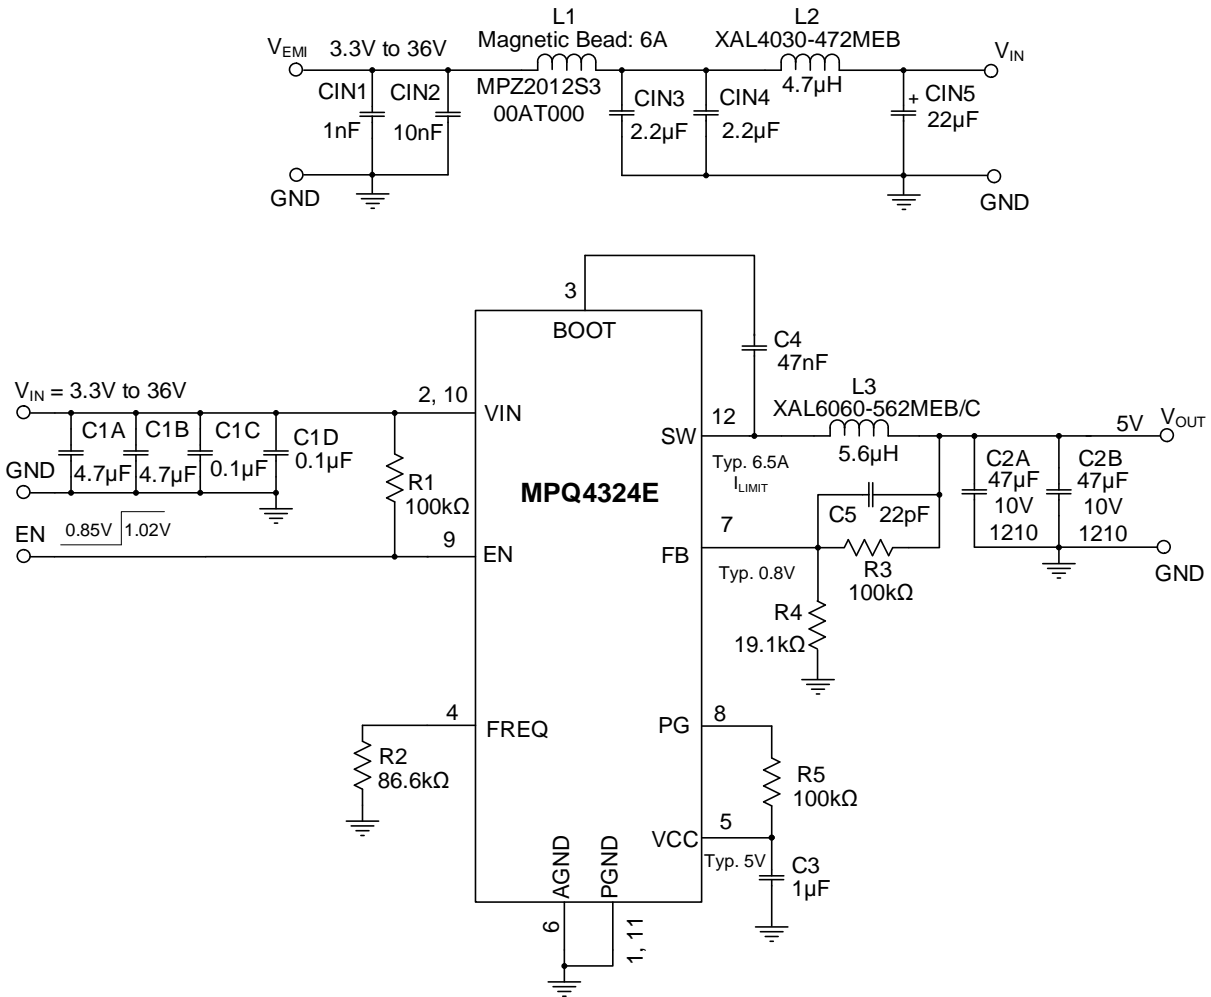 L1
Magnetic Bead: 6A
MPZ2012S3
00AT000
L2
XAL4030-472MEB
4.7µH
VEMI
3.3V to 36V
VIN
CIN1
1nF
CIN2
10nF
CIN3
2.2µF
CIN4
2.2µF
+ CIN5
22µF
GND
GND
3
BOOT
C4
47nF
VIN = 3.3V to 36V
2, 10
VIN
C1A
4.7µF
C1B
4.7µF
C1C
0.1µF
C1D
0.1µF
GND
R1
100kΩ
EN
0.85V
1.02V
9
EN
MPQ4324E
12
SW
Typ. 6.5A
ILIMIT
L3
XAL6060-562MEB/C
5.6µH
5V
VOUT
C2A
47µF
10V
1210
C2B
47µF
10V
1210
GND
C5
22pF
7
FB
Typ. 0.8V
R3
100kΩ
R4
19.1kΩ
4
FREQ
R2
86.6kΩ
8
PG
R5
100kΩ
5
VCC
Typ. 5V
C3
1µF
AGND
PGND
6
1, 11